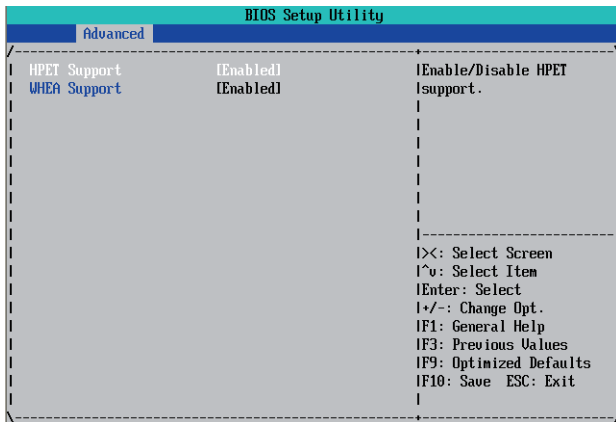 BIOS Setup Utility
Advanced
HPET Support [Enabled]
WHEA Support [Enabled]
Enable/Disable HPET
support.
><: Select Screen
^v: Select Item
Enter: Select
+/-: Change Opt.
F1: General Help
F3: Previous Values
F9: Optimized Defaults
F10: Save ESC: Exit